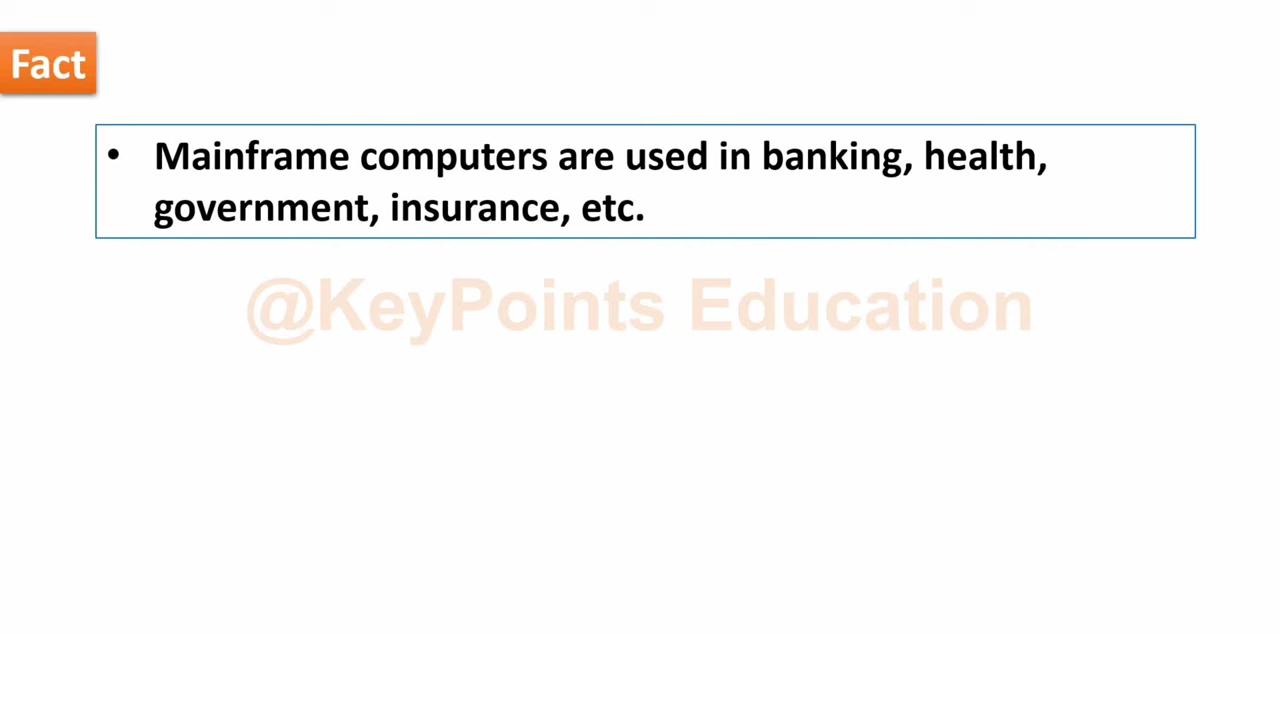 Fact
• Mainframe computers are used in banking, health,
government, insurance, etc.
@KeyPoints Education